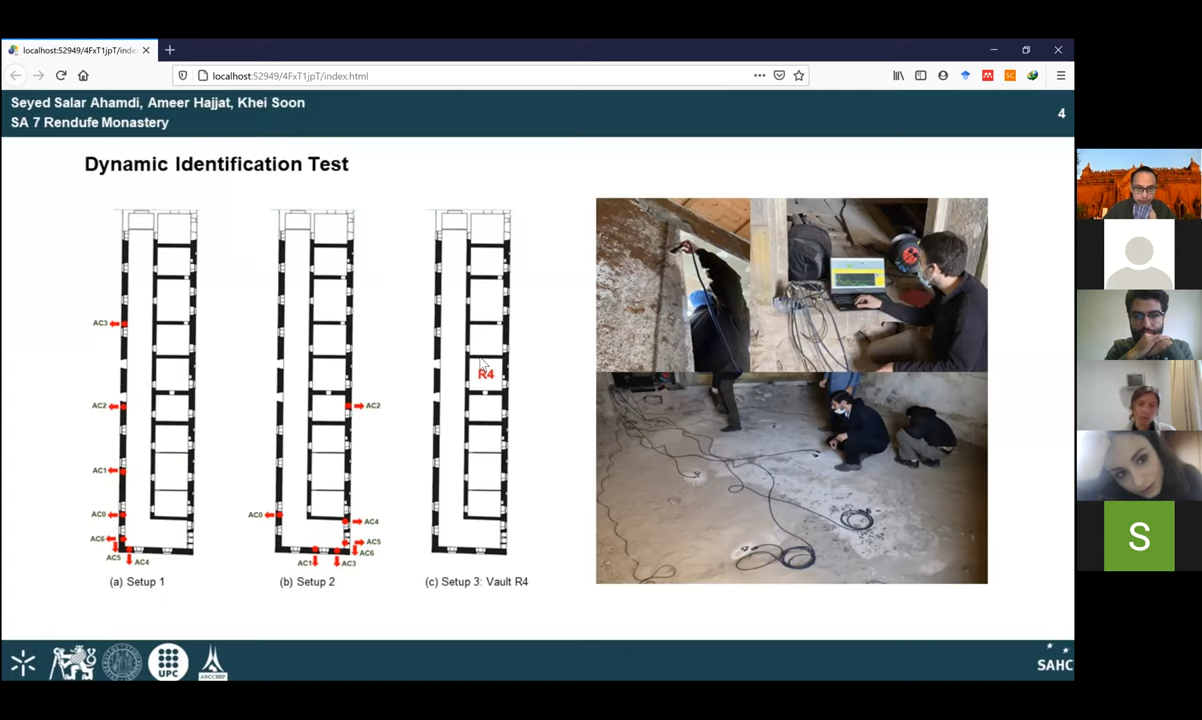 localhost:52949/4FxT1jpT/inde
localhost:52949/4FxT1jpT/index.html
SC
Seyed Salar Ahamdi, Ameer Hajjat, Khei Soon
SA 7 Rendufe Monastery
4
Dynamic Identification Test
AC3
AC2
AC1
AC0
AC6
AC5
AC4
(a) Setup 1
AC2
AC0
AC4
AC5
AC6
AC1
AC3
(b) Setup 2
R4
(c) Setup 3: Vault R4
S
UPC
SAHC